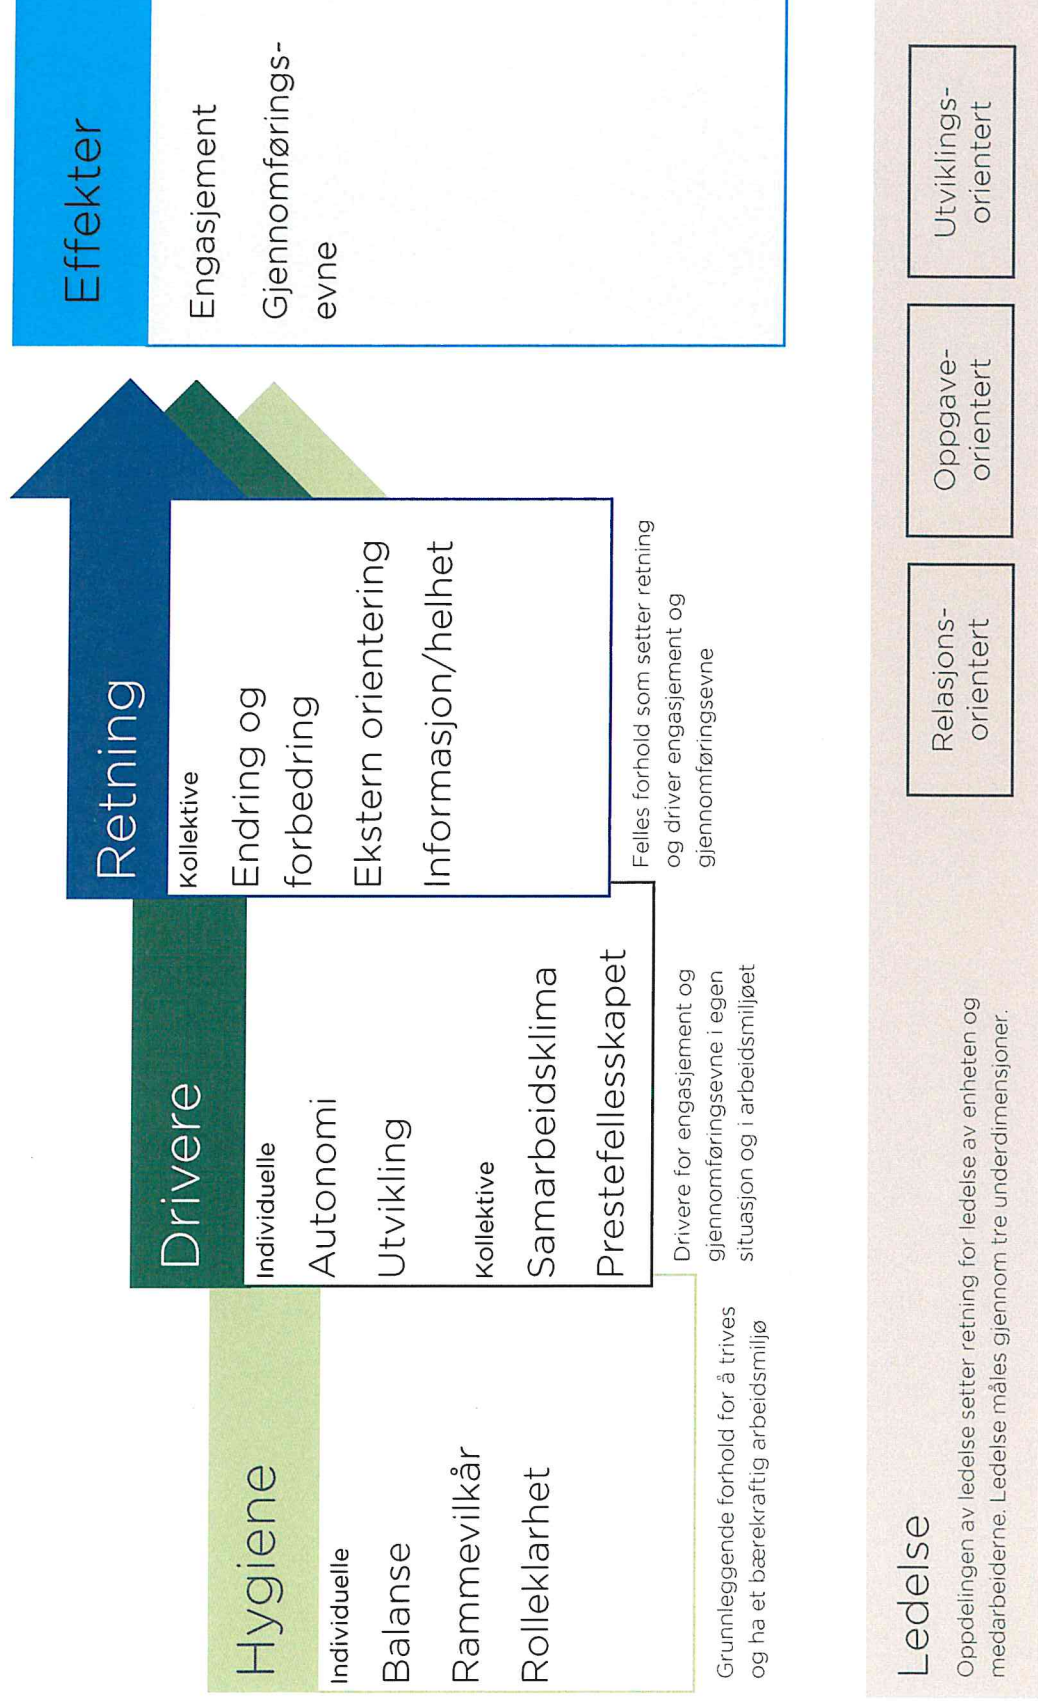 Hygiene
Individuelle
Balanse
Rammevilkår
Rolleklarhet
Grunnleggende forhold for å trives
og ha et bærekraftig arbeidsmiljø
Drivere
Individuelle
Autonomi
Utvikling
Kollektive
Samarbeidsklima
Prestefellesskapet
Drivere for engasjement og
gjennomføringsevne i egen
situasjon og i arbeidsmiljøet
Retning
Kollektive
Endring og
forbedring
Ekstern orientering
Informasjon/helhet
Felles forhold som setter retning
og driver engasjement og
gjennomføringsevne
Effekter
Engasjement
Gjennomførings-
evne
Ledelse
Oppdelingen av ledelse setter retning for ledelse av enheten og
medarbeiderne. Ledelse måles gjennom tre underdimensjoner.
Relasjons-
orientert
Oppgave-
orientert
Utviklings-
orientert